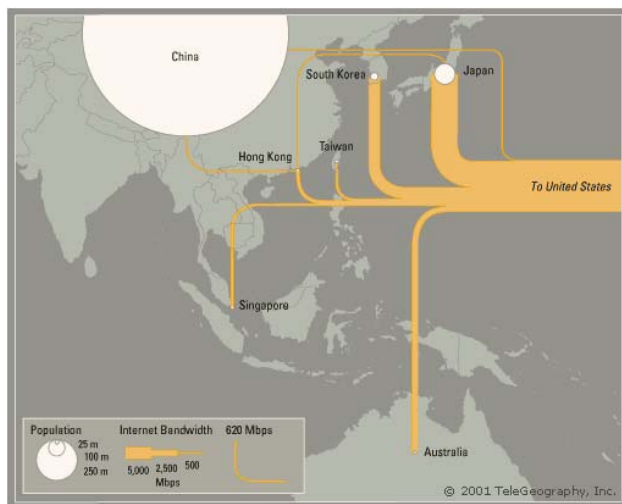 China
South Korea
Japan
Taiwan
Hong Kong
To United States
Singapore
Population
25 m
100 m
250 m
Internet Bandwidth
5,000 2,500 500
Mbps
620 Mbps
Australia
© 2001 TeleGeography, Inc.